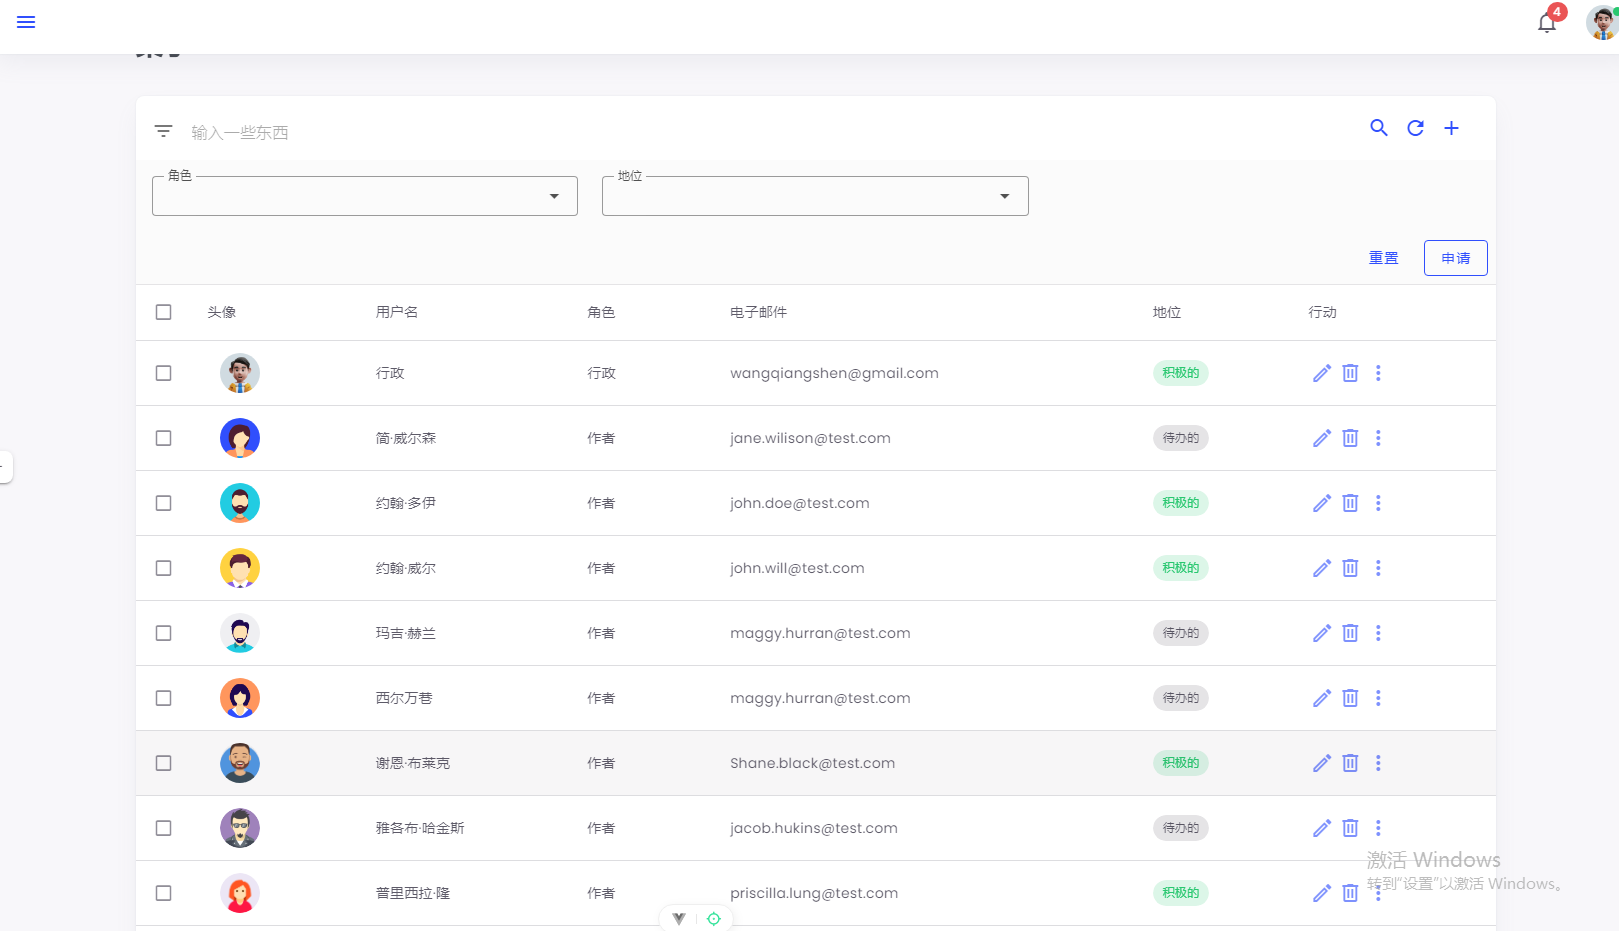 4
输入一些东西
角色
地位
重置
申请
头像 用户名 角色 电子邮件 地位 行动
行政 行政 wangqiangshen@gmail.com 积极的
简·威尔森 作者 jane.wilison@test.com 待办的
约翰·多伊 作者 john.doe@test.com 积极的
约翰·威尔 作者 john.will@test.com 积极的
玛吉·赫兰 作者 maggy.hurran@test.com 待办的
西尔万巷 作者 maggy.hurran@test.com 待办的
谢恩·布莱克 作者 Shane.black@test.com 积极的
雅各布·哈金斯 作者 jacob.hukins@test.com 待办的
普里西拉·隆 作者 priscilla.lung@test.com 积极的
激活 Windows
转到“设置”以激活 Windows。